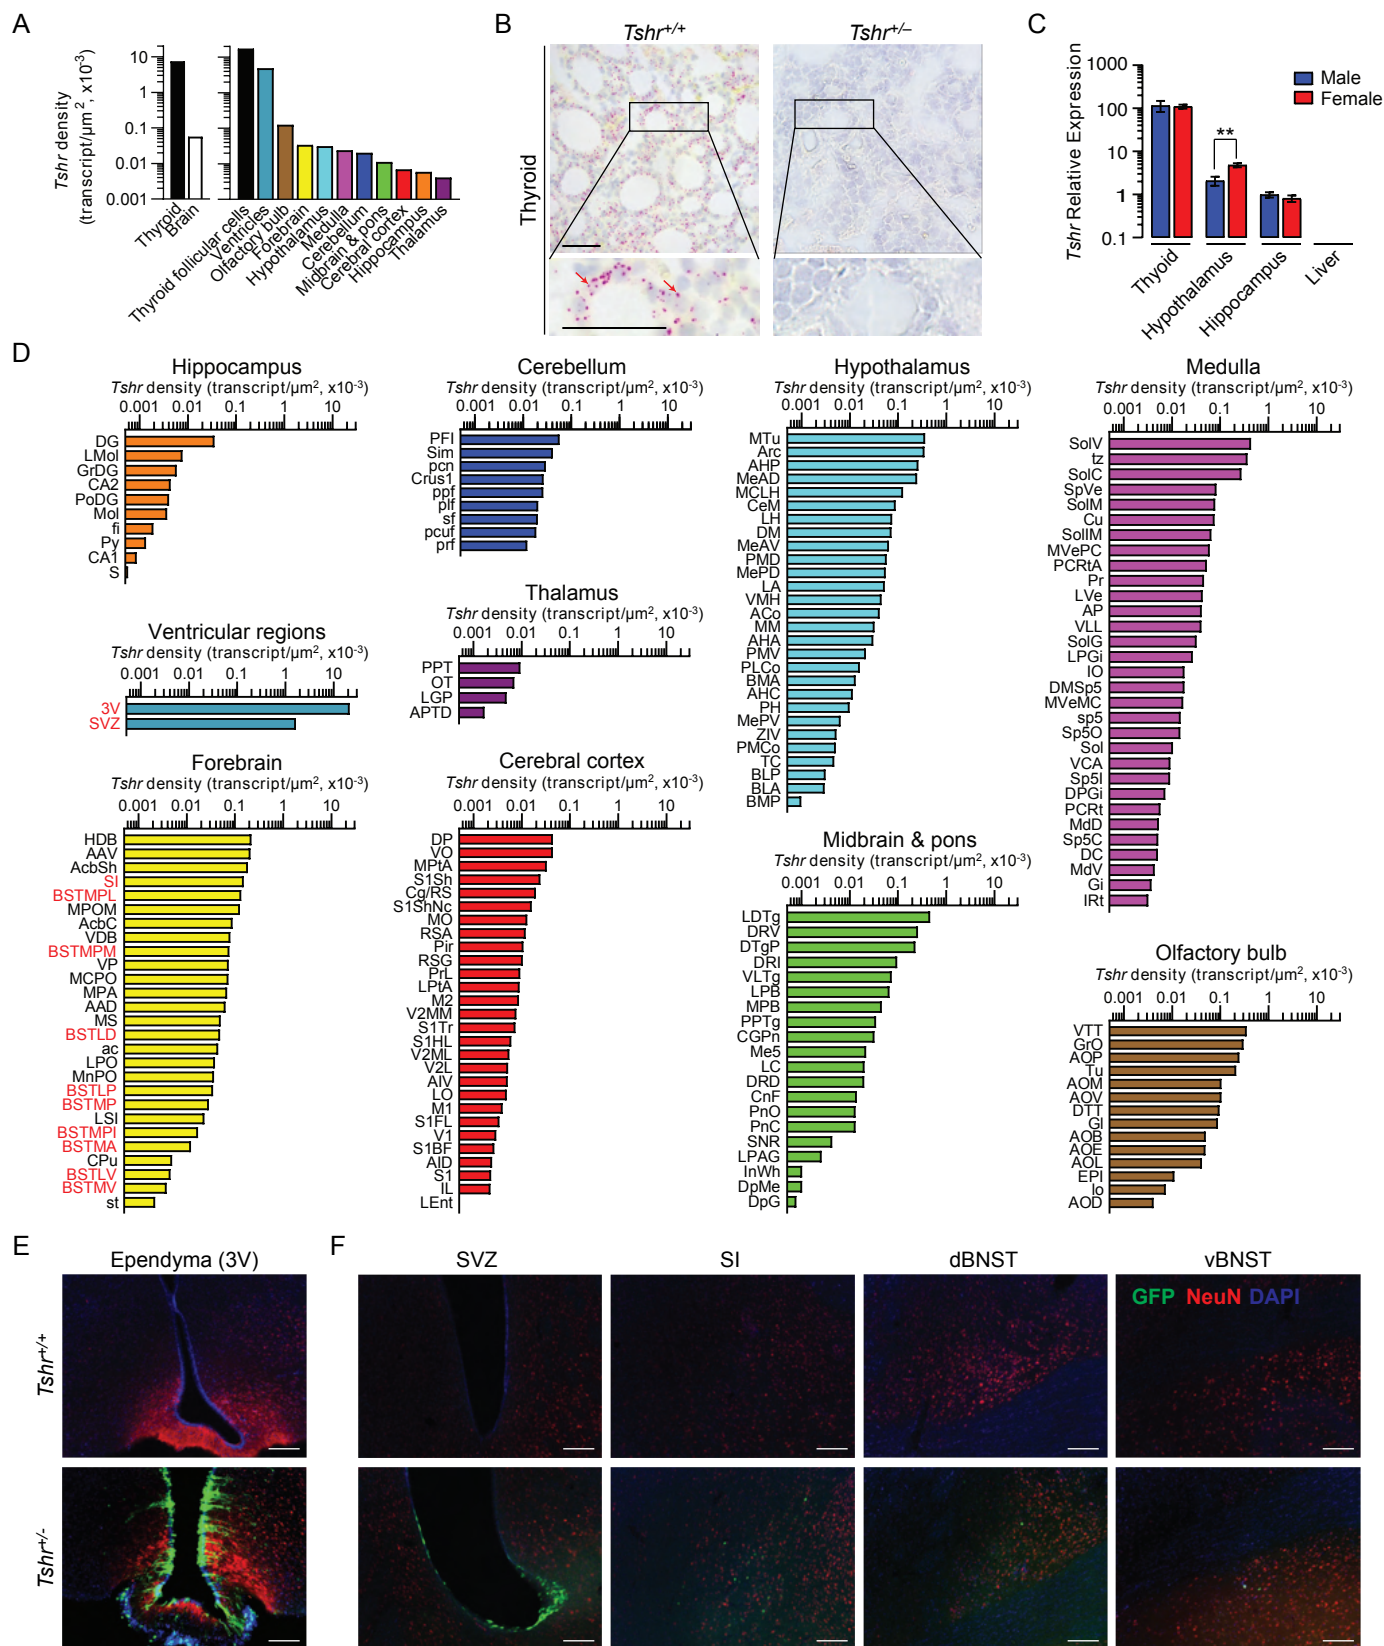 A
Tshr density
(transcript/µm², x10-3)
10
1
0.1
0.01
0.001
Thyroid
Brain
Thyroid follicular cells
Ventricles
Olfactory bulb
Forebrain
Hypothalamus
Medulla
Cerebellum
Midbrain & pons
Cerebral cortex
Hippocampus
Thalamus
B
Tshr+/+
Tshr+/–
Thyroid
C
Tshr Relative Expression
1000
100
10
1
0.1
**
Male
Female
Thyoid
Hypothalamus
Hippocampus
Liver
D
Hippocampus
Tshr density (transcript/µm², x10-3)
0.001 0.01 0.1 1 10
DG
LMol
GrDG
CA2
PoDG
Mol
fi
Py
CA1
S
Ventricular regions
Tshr density (transcript/µm², x10-3)
0.001 0.01 0.1 1 10
3V
SVZ
Forebrain
Tshr density (transcript/µm², x10-3)
0.001 0.01 0.1 1 10
HDB
AAV
AcbSh
SI
BSTMPL
MPOM
AcbC
VDB
BSTMPM
VP
MCPO
MPA
AAD
MS
BSTLD
ac
LPO
MnPO
BSTLP
BSTMP
LSI
BSTMPI
BSTMA
CPu
BSTLV
BSTMV
st
Cerebellum
Tshr density (transcript/µm², x10-3)
0.001 0.01 0.1 1 10
PFl
Sim
pcn
Crus1
ppf
plf
sf
pcuf
prf
Thalamus
Tshr density (transcript/µm², x10-3)
0.001 0.01 0.1 1 10
PPT
OT
LGP
APTD
Cerebral cortex
Tshr density (transcript/µm², x10-3)
0.001 0.01 0.1 1 10
DP
VO
MPtA
S1Sh
Cg/RS
S1ShNc
MO
RSA
Pir
RSG
PrL
LPtA
M2
V2MM
S1Tr
S1HL
V2ML
V2L
AIV
LO
M1
S1FL
V1
S1BF
AID
S1
IL
LEnt
Hypothalamus
Tshr density (transcript/µm², x10-3)
0.001 0.01 0.1 1 10
MTu
Arc
AHP
MeAD
MCLH
CeM
LH
DM
MeAV
PMD
MePD
LA
VMH
ACo
MM
AHA
PMV
PLCo
BMA
AHC
PH
MePV
ZIV
PMCo
TC
BLP
BLA
BMP
Midbrain & pons
Tshr density (transcript/µm², x10-3)
0.001 0.01 0.1 1 10
LDTg
DRV
DTgP
DRI
VLTg
LPB
MPB
PPTg
CGPn
Me5
LC
DRD
CnF
PnO
PnC
SNR
LPAG
InWh
DpMe
DpG
Medulla
Tshr density (transcript/µm², x10-3)
0.001 0.01 0.1 1 10
SolV
tz
SolC
SpVe
SolM
Cu
SolIM
MVePC
PCRtA
Pr
LVe
AP
VLL
SolG
LPGi
IO
DMSp5
MVeMC
sp5
Sp5O
Sol
VCA
Sp5I
DPGi
PCRt
MdD
Sp5C
DC
MdV
Gi
IRt
Olfactory bulb
Tshr density (transcript/µm², x10-3)
0.001 0.01 0.1 1 10
VTT
GrO
AOP
Tu
AOM
AOV
DTT
Gl
AOB
AOE
AOL
EPI
lo
AOD
E
Ependyma (3V)
Tshr+/+
Tshr+/-
F
SVZ
SI
dBNST
vBNST
GFP NeuN DAPI